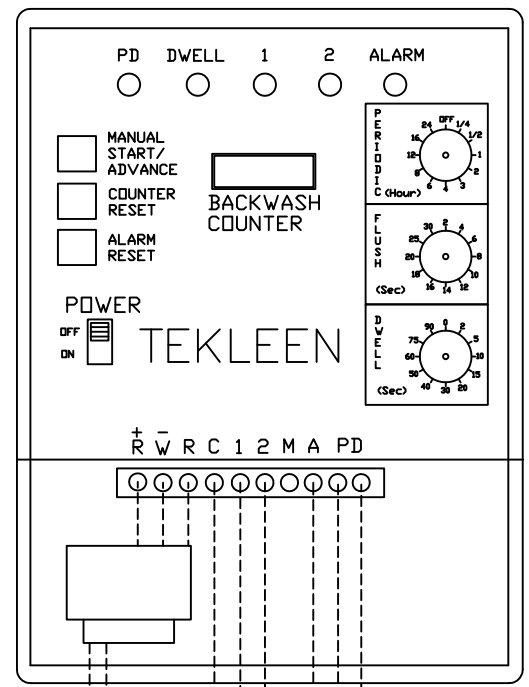 PD DWELL 1 2 ALARM
MANUAL
START/
ADVANCE
COUNTER
RESET
ALARM
RESET
BACKWASH
COUNTER
POWER
OFF
ON
TEKLEEN
PERIODIC
(Hour)
OFF 1/4 1/2 1 2 3 4 6 8 12 16 24
FLUSH
(Sec)
2 4 6 8 10 12 14 16 18 20 25 30
DWELL
(Sec)
0 2 5 10 15 20 30 40 50 60 75 90
+ −
R W R C 1 2 M A PD